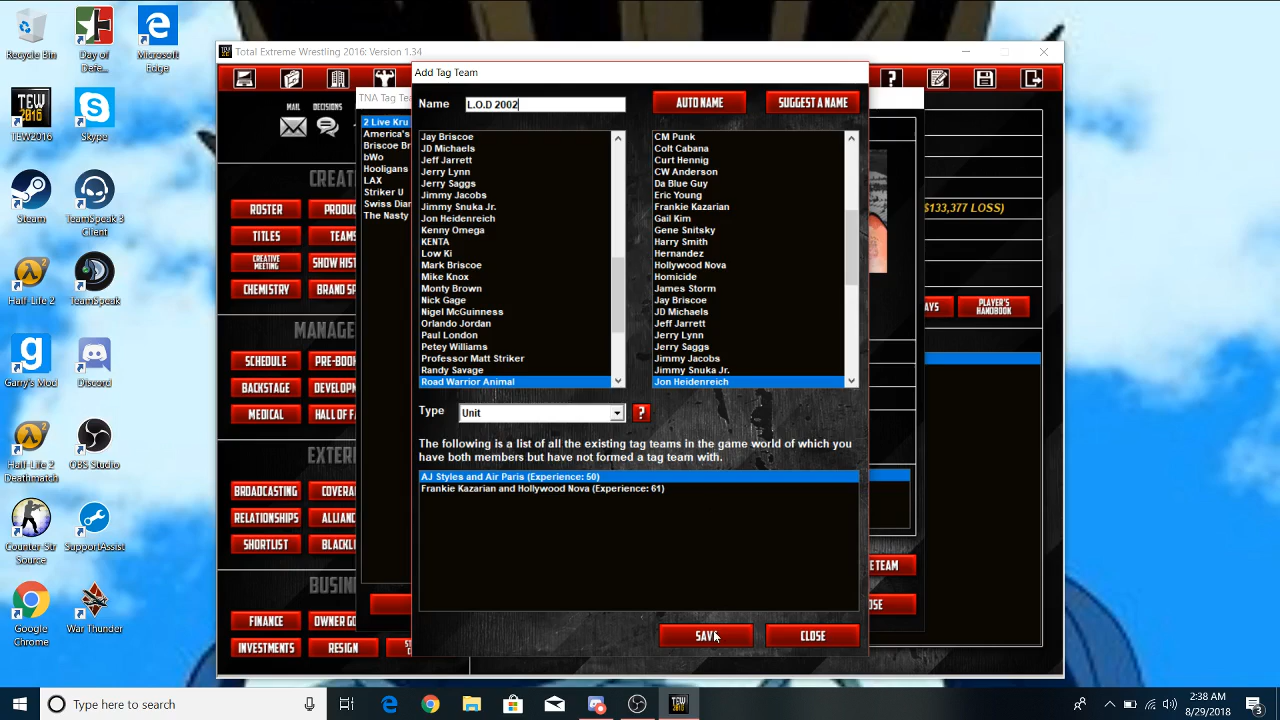 Recycle Bin
Day of Defe...
Microsoft Edge
TEW2016
Skype
Steam
TeamSpeak 3 Client
Half-Life 2
TeamSpeak
Garry's Mod
Discord
Half-Life 2 Deathmatch
OBS Studio
Counter-Str Source
SupportAssist
Google Chrome
War Thunder
Total Extreme Wrestling 2016: Version 1.34
MAIL
DECISIONS
CREAT
ROSTER
PRODUC
TITLES
TEAMS
CREATIVE MEETING
SHOW HIST
CHEMISTRY
BRAND SP
MANAGE
SCHEDULE
PRE-BOOK
BACKSTAGE
DEVELOPM
MEDICAL
HALL OF FA
EXTER
BROADCASTING
COVERA
RELATIONSHIPS
ALLIANC
SHORTLIST
BLACKL
BUSIN
FINANCE
OWNER GO
INVESTMENTS
RESIGN
TNA Tag Tea
2 Live Kru
America's
Briscoe Br
bWo
Hooligans
LAX
Striker U
Swiss Dian
The Nasty
Add Tag Team
Name
L.O.D 2002
AUTO NAME
SUGGEST A NAME
Jay Briscoe
JD Michaels
Jeff Jarrett
Jerry Lynn
Jerry Saggs
Jimmy Jacobs
Jimmy Snuka Jr.
Jon Heidenreich
Kenny Omega
KENTA
Low Ki
Mark Briscoe
Mike Knox
Monty Brown
Nick Gage
Nigel McGuinness
Orlando Jordan
Paul London
Petey Williams
Professor Matt Striker
Randy Savage
Road Warrior Animal
CM Punk
Colt Cabana
Curt Hennig
CW Anderson
Da Blue Guy
Eric Young
Frankie Kazarian
Gail Kim
Gene Snitsky
Harry Smith
Hernandez
Hollywood Nova
Homicide
James Storm
Jay Briscoe
JD Michaels
Jeff Jarrett
Jerry Lynn
Jerry Saggs
Jimmy Jacobs
Jimmy Snuka Jr.
Jon Heidenreich
Type
Unit
?
The following is a list of all the existing tag teams in the game world of which you
have both members but have not formed a tag team with.
AJ Styles and Air Paris (Experience: 50)
Frankie Kazarian and Hollywood Nova (Experience: 61)
SAVE
CLOSE
?
$133,377 LOSS)
AYS
PLAYER'S HANDBOOK
E TEAM
OSE
Type here to search
2:38 AM
8/29/2018
3